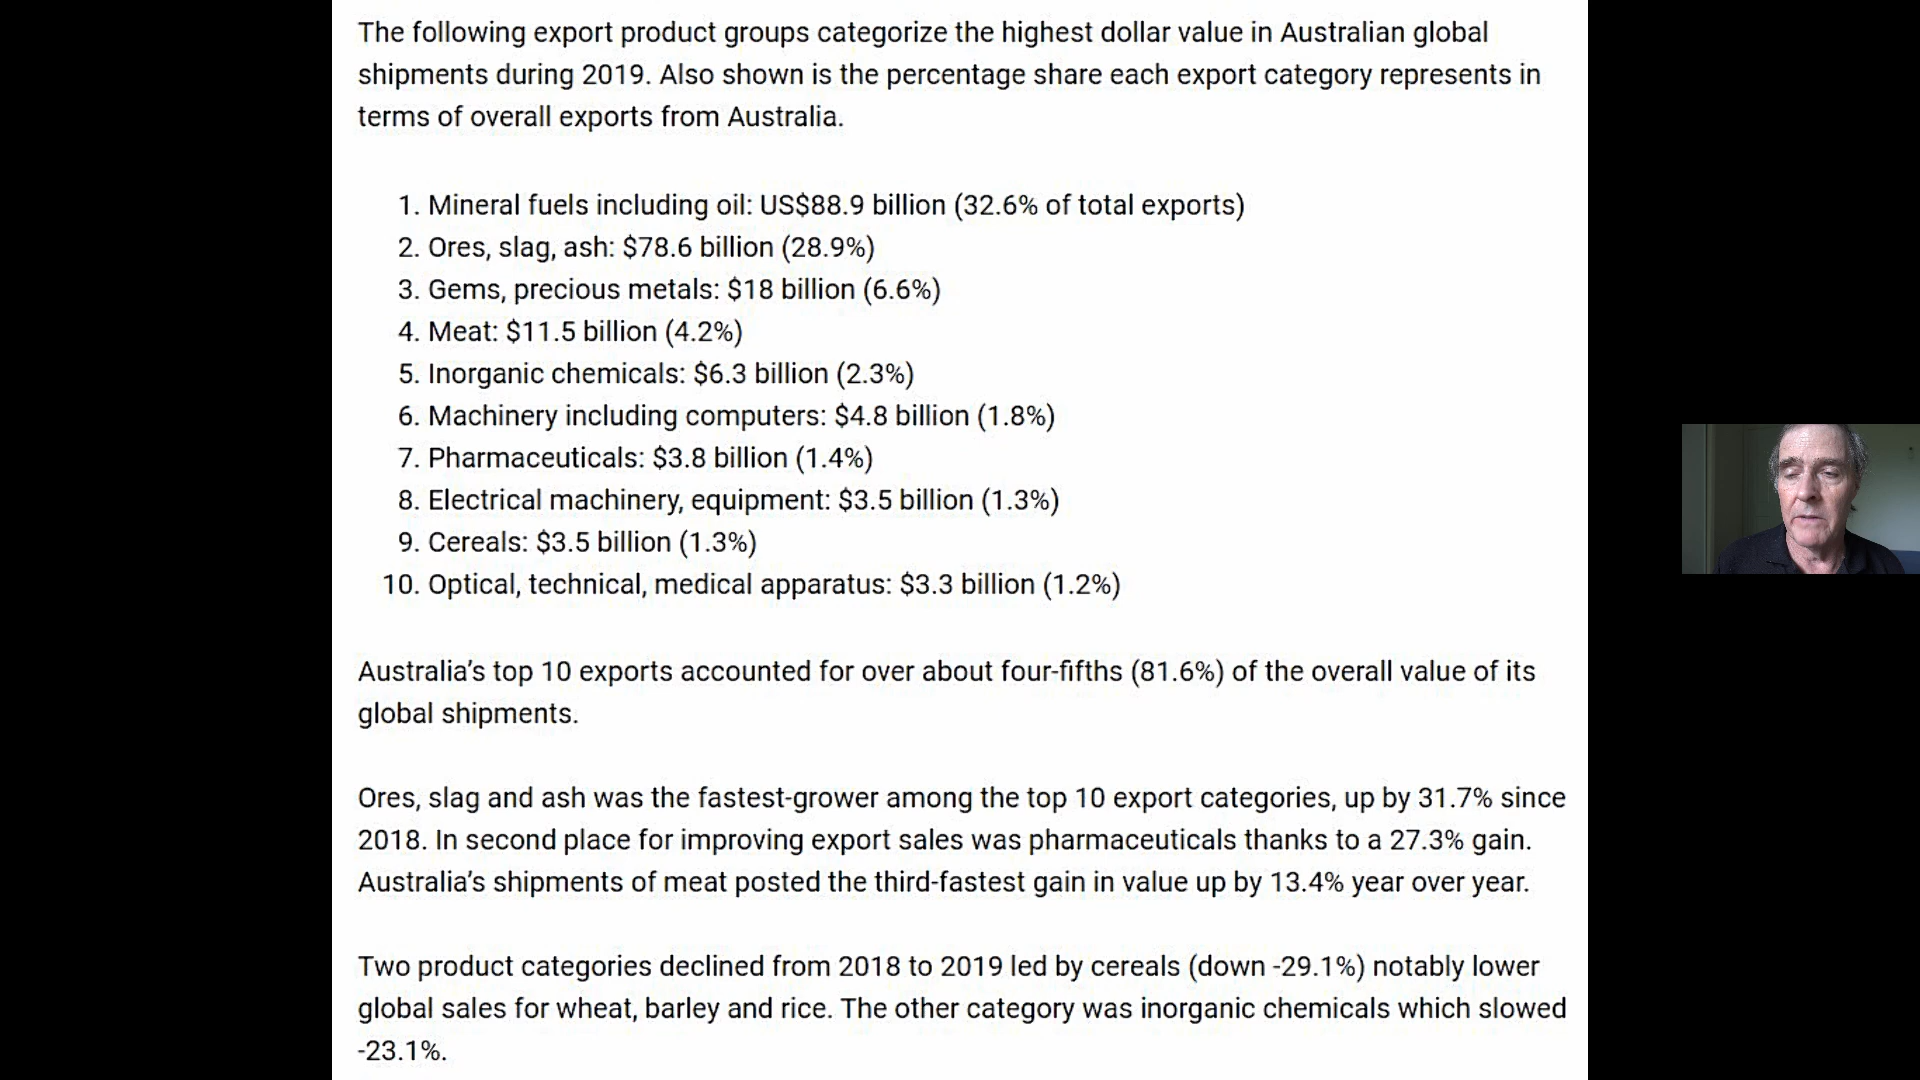 The following export product groups categorize the highest dollar value in Australian global
shipments during 2019. Also shown is the percentage share each export category represents in
terms of overall exports from Australia.
1. Mineral fuels including oil: US$88.9 billion (32.6% of total exports)
2. Ores, slag, ash: $78.6 billion (28.9%)
3. Gems, precious metals: $18 billion (6.6%)
4. Meat: $11.5 billion (4.2%)
5. Inorganic chemicals: $6.3 billion (2.3%)
6. Machinery including computers: $4.8 billion (1.8%)
7. Pharmaceuticals: $3.8 billion (1.4%)
8. Electrical machinery, equipment: $3.5 billion (1.3%)
9. Cereals: $3.5 billion (1.3%)
10. Optical, technical, medical apparatus: $3.3 billion (1.2%)
Australia’s top 10 exports accounted for over about four-fifths (81.6%) of the overall value of its
global shipments.
Ores, slag and ash was the fastest-grower among the top 10 export categories, up by 31.7% since
2018. In second place for improving export sales was pharmaceuticals thanks to a 27.3% gain.
Australia’s shipments of meat posted the third-fastest gain in value up by 13.4% year over year.
Two product categories declined from 2018 to 2019 led by cereals (down -29.1%) notably lower
global sales for wheat, barley and rice. The other category was inorganic chemicals which slowed
-23.1%.